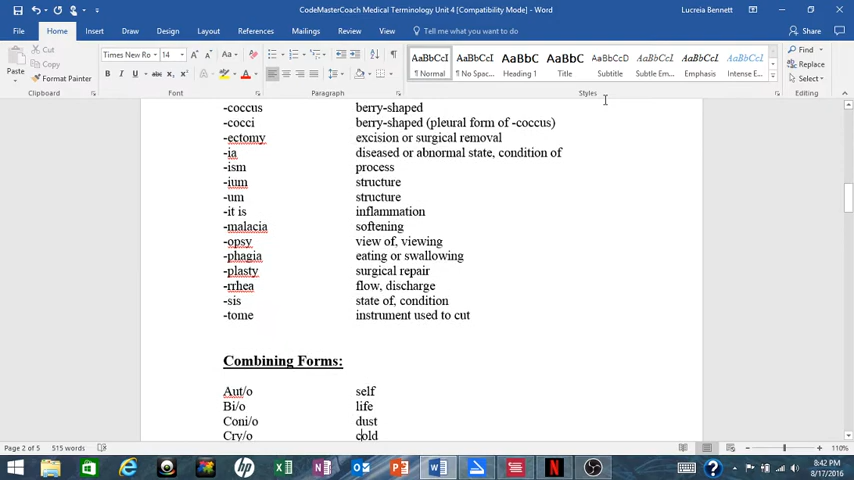 CodeMasterCoach Medical Terminology Unit 4 [Compatibility Mode] - Word
Lucreia Bennett
File Home Insert Draw Design Layout References Mailings Review View Tell me what you want to do Share
Paste
Cut
Copy
Format Painter
Clipboard
Times New Ro 14
Font
Paragraph
AaBbCcI AaBbCcI AaBbC AaBbC AaBbCcD AaBbCcI AaBbCcI AaBbCcI
¶ Normal ¶ No Spac... Heading 1 Title Subtitle Subtle Em... Emphasis Intense E...
Styles
Find
Replace
Select
Editing
-coccus berry-shaped
-cocci berry-shaped (pleural form of -coccus)
-ectomy excision or surgical removal
-ia diseased or abnormal state, condition of
-ism process
-ium structure
-um structure
-it is inflammation
-malacia softening
-opsy view of, viewing
-phagia eating or swallowing
-plasty surgical repair
-rrhea flow, discharge
-sis state of, condition
-tome instrument used to cut
Combining Forms:
Aut/o self
Bi/o life
Coni/o dust
Cry/o cold
Page 2 of 5 515 words 110%
8:42 PM
8/17/2016